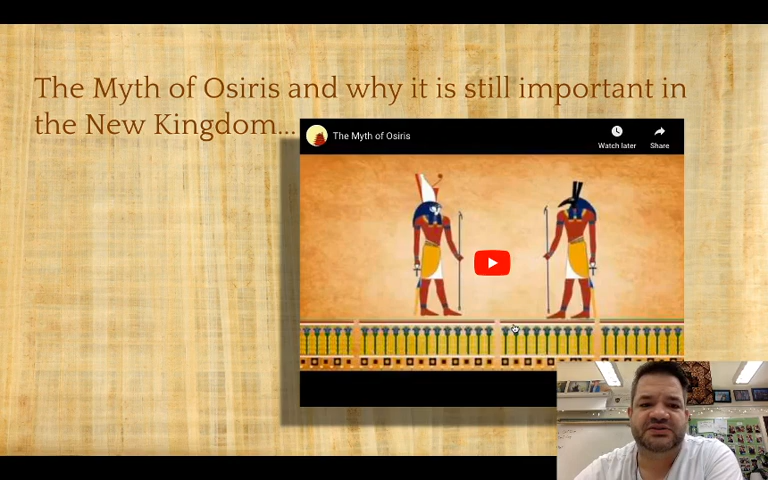 The Myth of Osiris and why it is still important in
the New Kingdom...
The Myth of Osiris
Watch later
Share